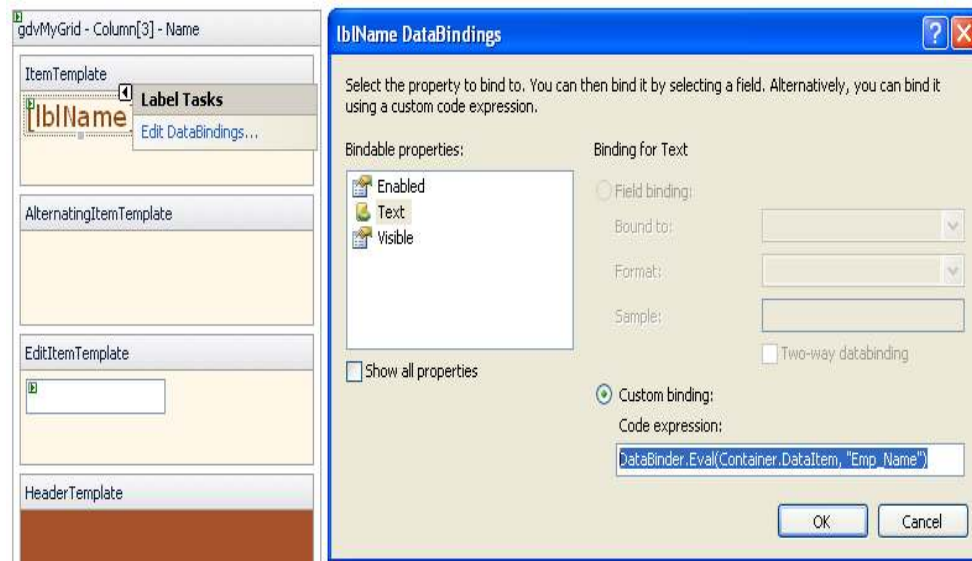 gdvMyGrid - Column[3] - Name
ItemTemplate
[lblName]
Label Tasks
Edit DataBindings...
AlternatingItemTemplate
EditItemTemplate
HeaderTemplate
lblName DataBindings
Select the property to bind to. You can then bind it by selecting a field. Alternatively, you can bind it
using a custom code expression.
Bindable properties:
Enabled
Text
Visible
Show all properties
Binding for Text
Field binding:
Bound to:
Format:
Sample:
Two-way databinding
Custom binding:
Code expression:
DataBinder.Eval(Container.DataItem, "Emp_Name")
OK
Cancel